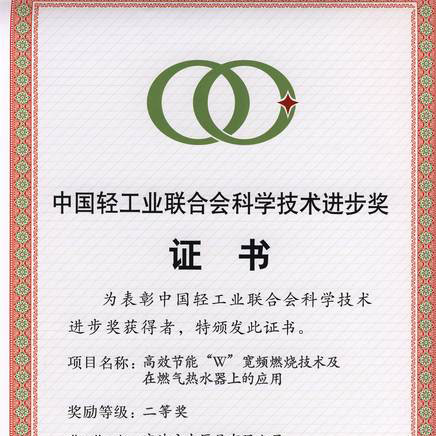 中国轻工业联合会科学技术进步奖
证 书
为表彰中国轻工业联合会科学技术
进步奖获得者，特颁发此证书。
项目名称：高效节能“W”宽频燃烧技术及
在燃气热水器上的应用
奖励等级：二等奖